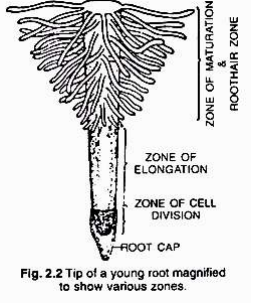 ZONE OF MATURATION
&
ROOTHAIR ZONE
ZONE OF
ELONGATION
ZONE OF CELL
DIVISION
ROOT CAP
Fig. 2.2 Tip of a young root magnified
to show various zones.